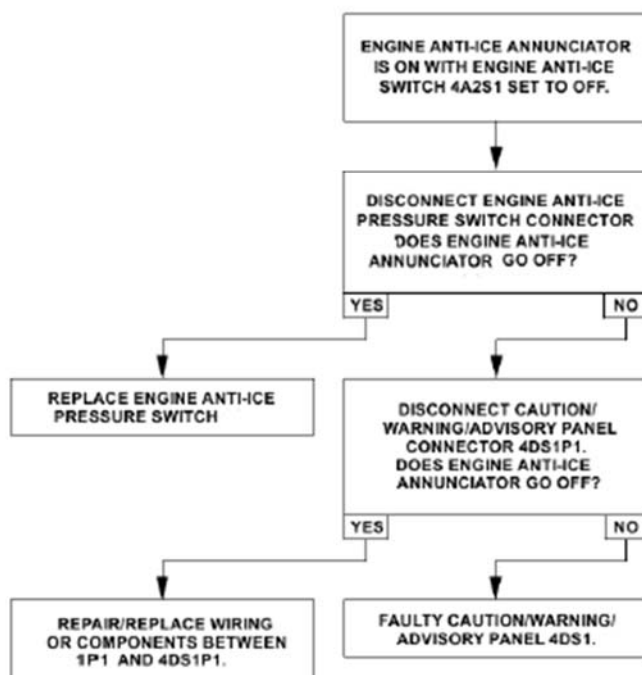 ENGINE ANTI-ICE ANNUNCIATOR
IS ON WITH ENGINE ANTI-ICE
SWITCH 4A2S1 SET TO OFF.
DISCONNECT ENGINE ANTI-ICE
PRESSURE SWITCH CONNECTOR
DOES ENGINE ANTI-ICE
ANNUNCIATOR GO OFF?
YES
NO
REPLACE ENGINE ANTI-ICE
PRESSURE SWITCH
DISCONNECT CAUTION/
WARNING/ADVISORY PANEL
CONNECTOR 4DS1P1.
DOES ENGINE ANTI-ICE
ANNUNCIATOR GO OFF?
YES
NO
REPAIR/REPLACE WIRING
OR COMPONENTS BETWEEN
1P1 AND 4DS1P1.
FAULTY CAUTION/WARNING/
ADVISORY PANEL 4DS1.